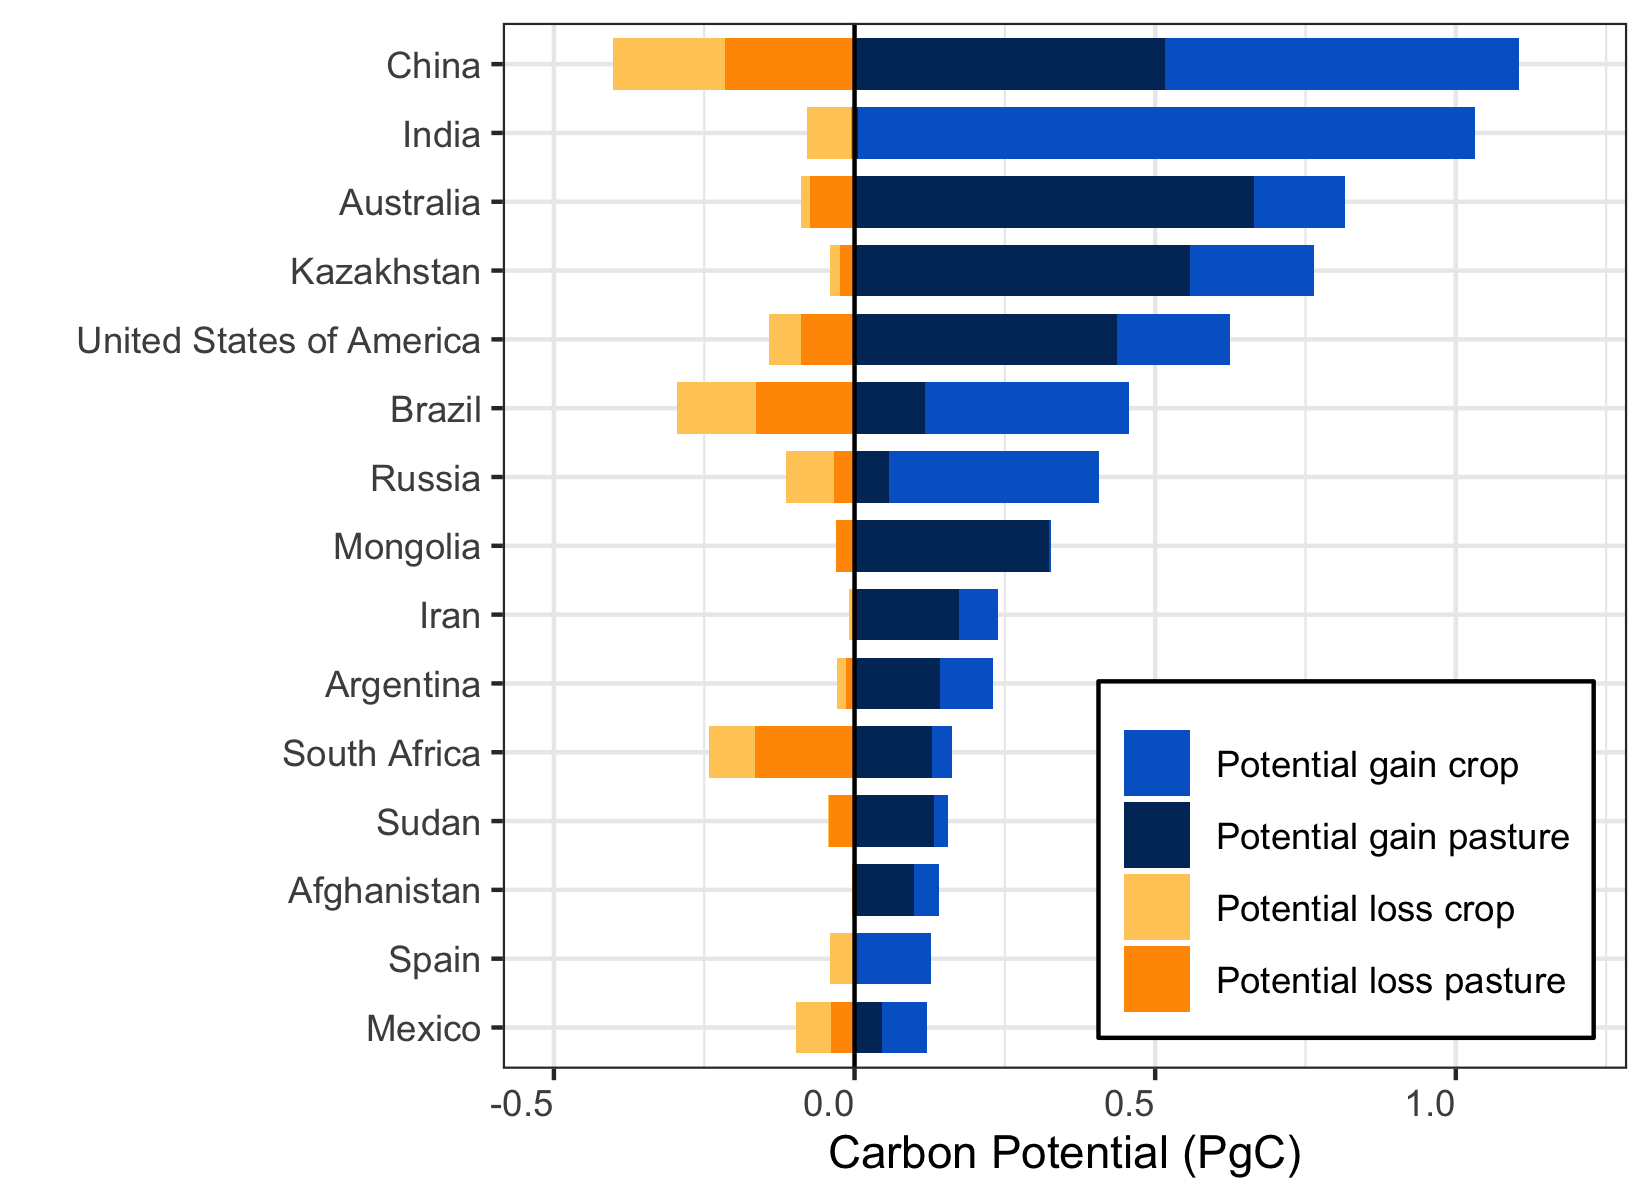 China
India
Australia
Kazakhstan
United States of America
Brazil
Russia
Mongolia
Iran
Argentina
South Africa
Sudan
Afghanistan
Spain
Mexico
Potential gain crop
Potential gain pasture
Potential loss crop
Potential loss pasture
-0.5 0.0 0.5 1.0
Carbon Potential (PgC)